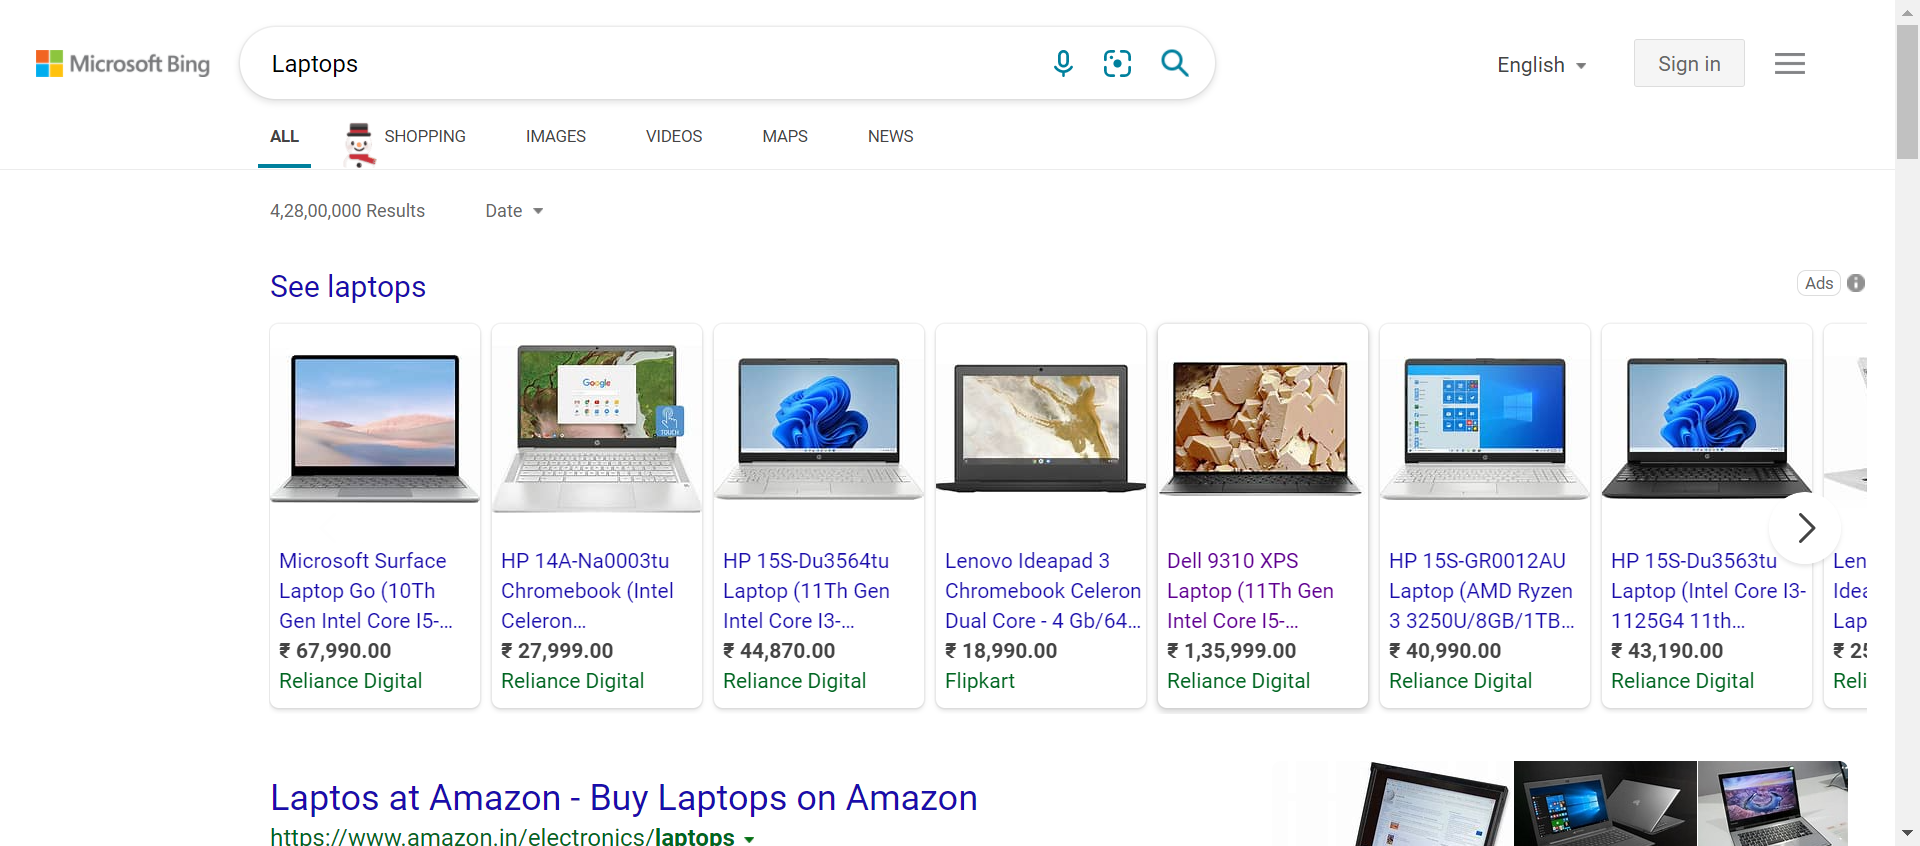 Microsoft Bing
Laptops
English
Sign in
ALL
SHOPPING
IMAGES
VIDEOS
MAPS
NEWS
4,28,00,000 Results
Date
See laptops
Ads
Google
TOUCH
Microsoft Surface
Laptop Go (10Th
Gen Intel Core I5-...
₹ 67,990.00
Reliance Digital
HP 14A-Na0003tu
Chromebook (Intel
Celeron...
₹ 27,999.00
Reliance Digital
HP 15S-Du3564tu
Laptop (11Th Gen
Intel Core I3-...
₹ 44,870.00
Reliance Digital
Lenovo Ideapad 3
Chromebook Celeron
Dual Core - 4 Gb/64...
₹ 18,990.00
Flipkart
Dell 9310 XPS
Laptop (11Th Gen
Intel Core I5-...
₹ 1,35,999.00
Reliance Digital
HP 15S-GR0012AU
Laptop (AMD Ryzen
3 3250U/8GB/1TB...
₹ 40,990.00
Reliance Digital
HP 15S-Du3563tu
Laptop (Intel Core I3-
1125G4 11th...
₹ 43,190.00
Reliance Digital
Len
Idea
Lap
₹ 25
Reli
Laptos at Amazon - Buy Laptops on Amazon
https://www.amazon.in/electronics/laptops